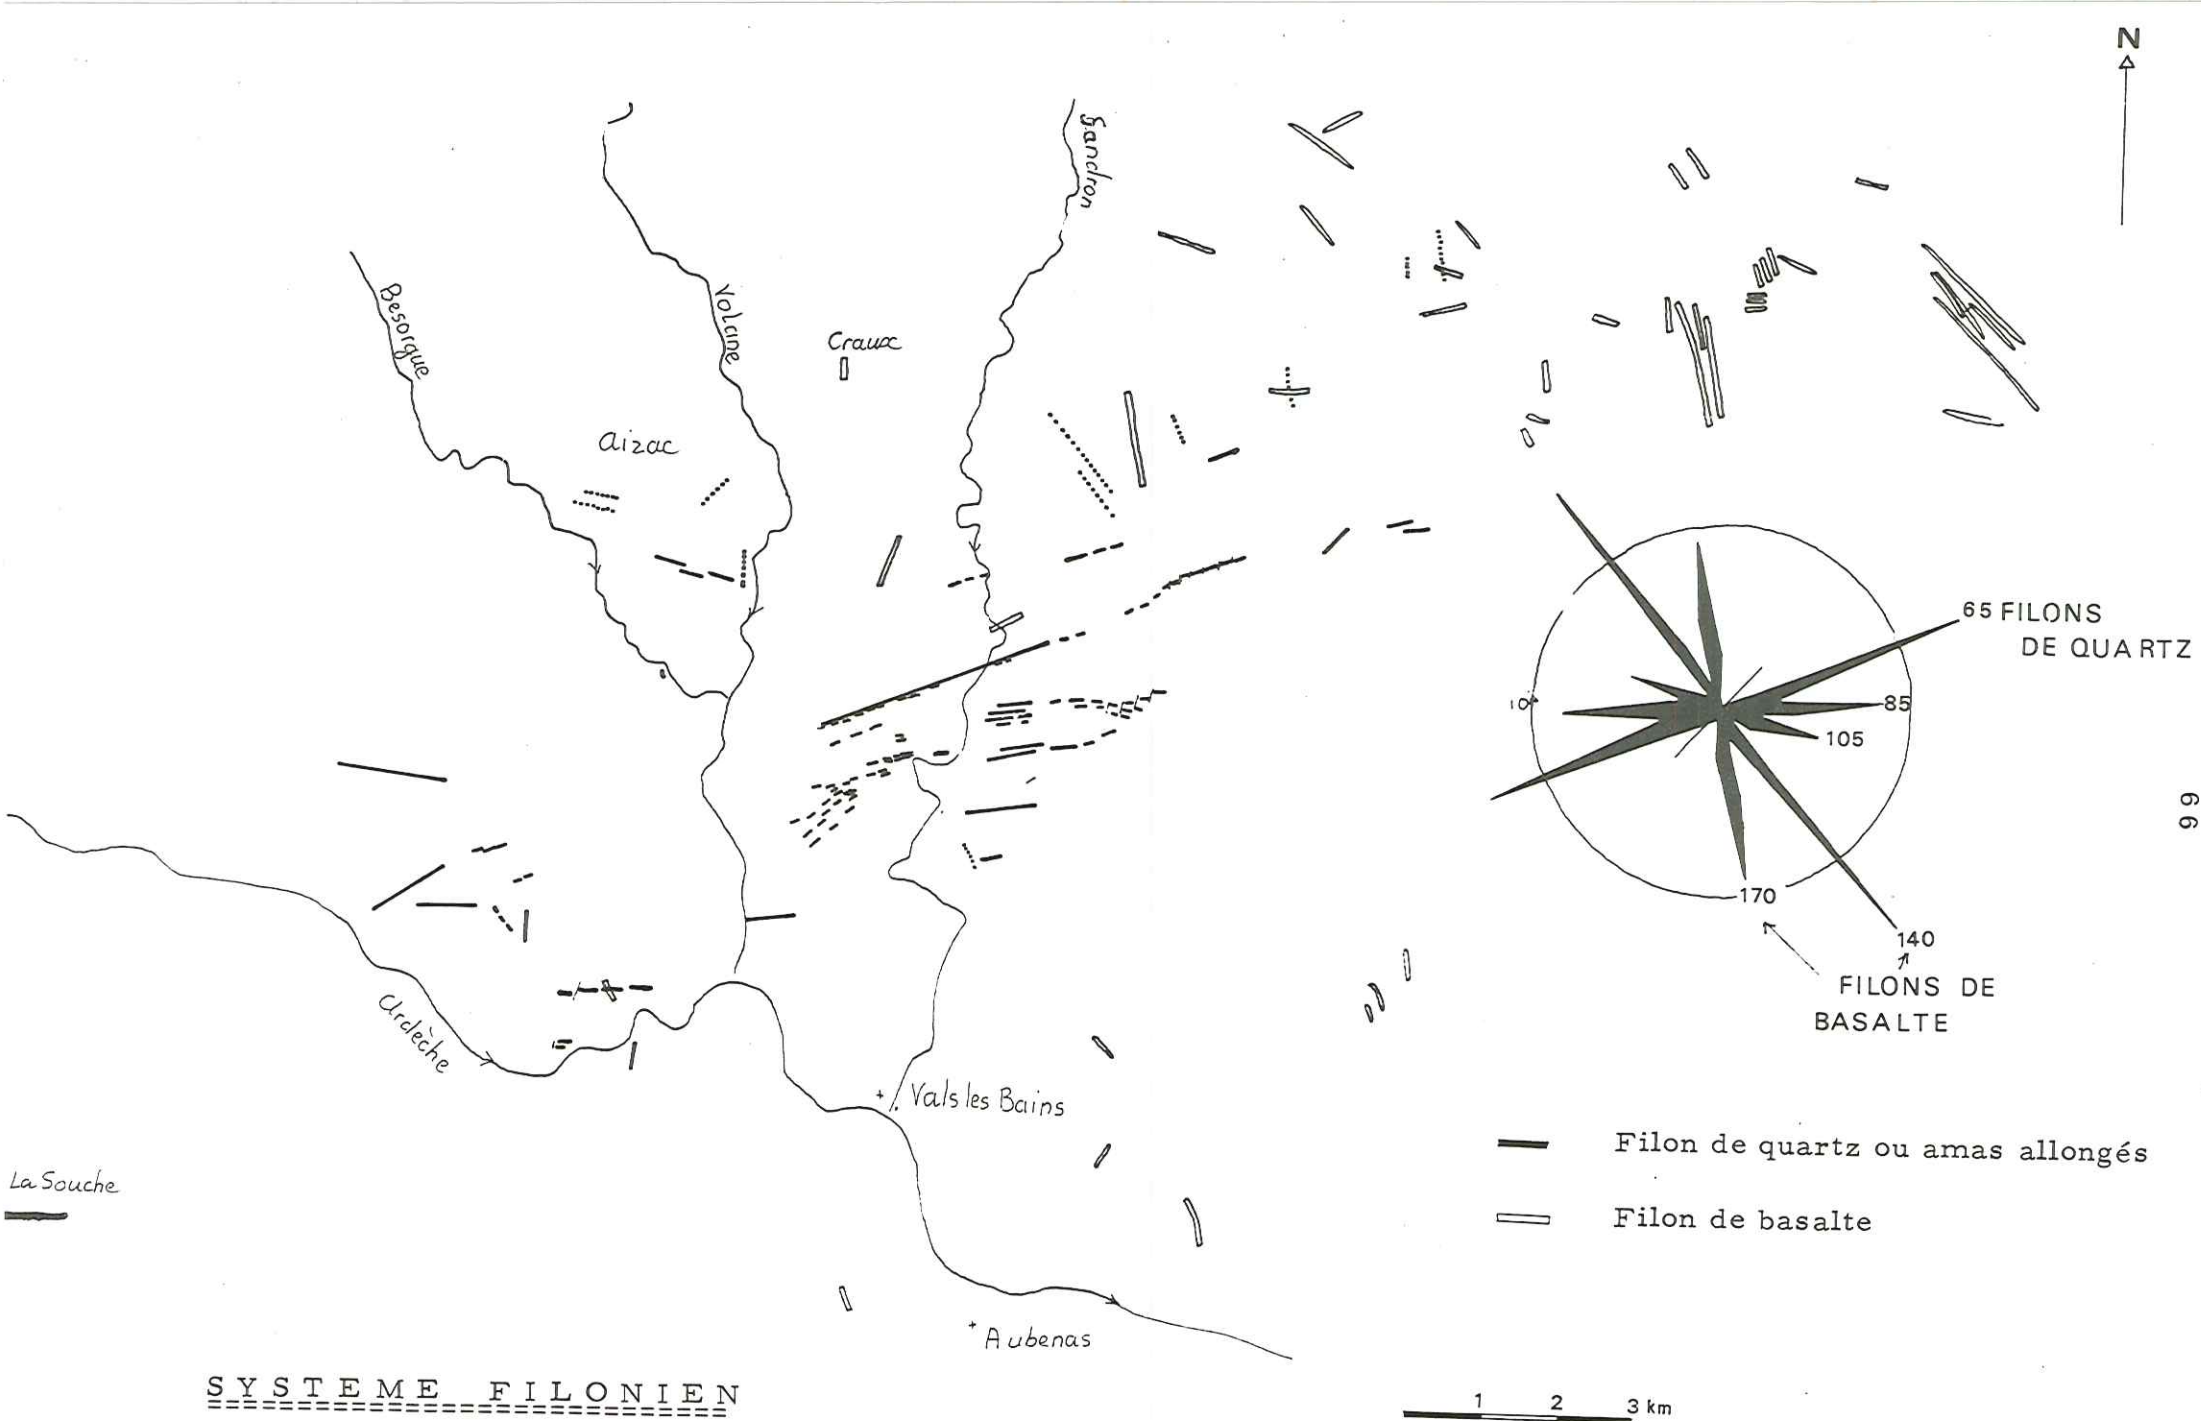 N
Sandron
Volane
Besorgue
Craux
Aizac
65 FILONS
DE QUARTZ
10
85
105
99
170
140
FILONS DE
BASALTE
Ardèche
Vals les Bains
Filon de quartz ou amas allongés
La Souche
Filon de basalte
Aubenas
SYSTEME FILONIEN
1 2 3 km